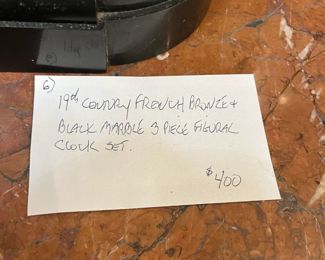 6)
19th CENTURY FRENCH BRONZE +
BLACK MARBLE 3 PIECE FIGURAL
CLOCK SET.
$400